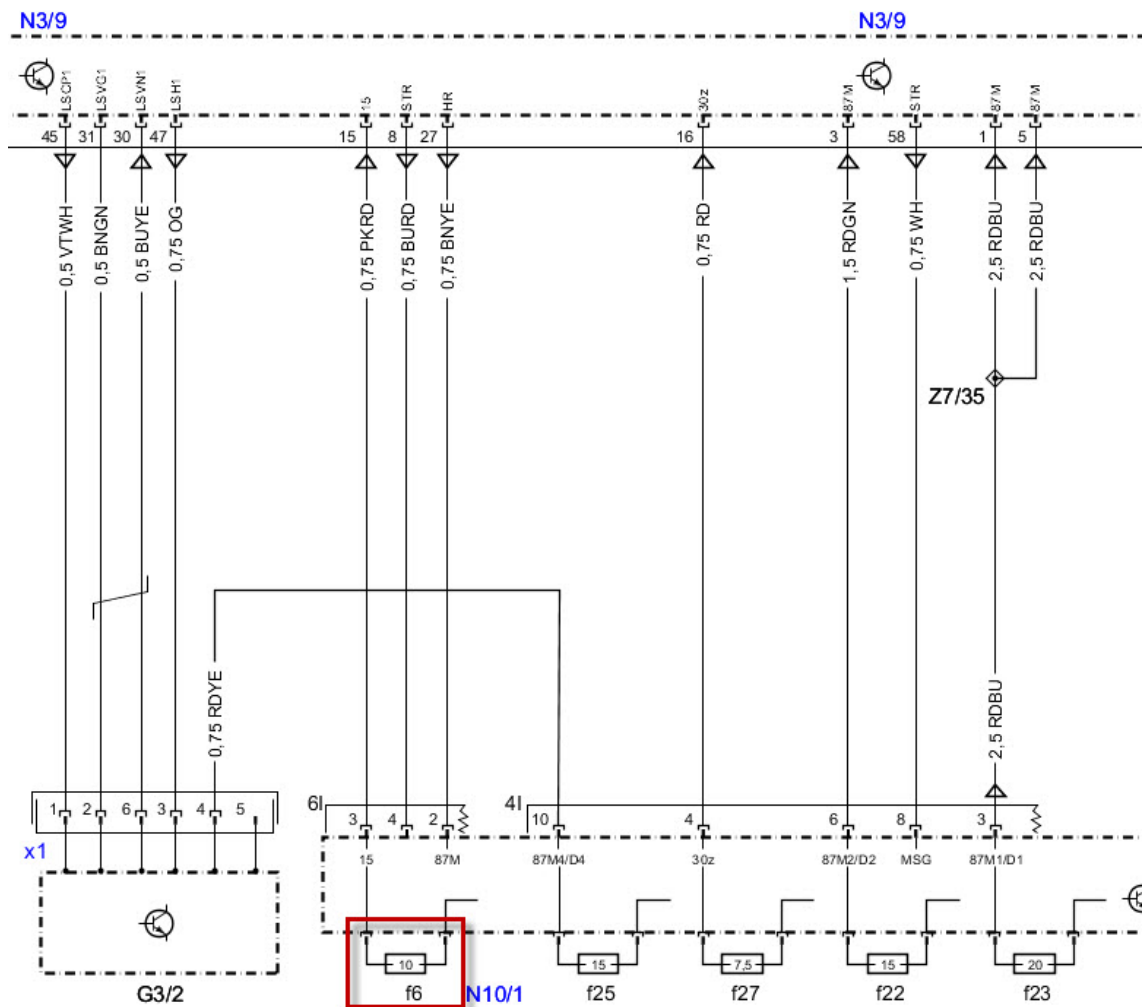 N3/9 N3/9
LSCP1 LSVG1 LSVN1 LSH1 15 STR HR 30z 87M STR 87M 87M
45 31 30 47 15 8 27 16 3 58 1 5
0,5 VTWH 0,5 BNGN 0,5 BUYE 0,75 OG 0,75 PKRD 0,75 BURD 0,75 BNYE 0,75 RD 1,5 RDGN 0,75 WH 2,5 RDBU 2,5 RDBU
Z7/35
0,75 RDYE 2,5 RDBU
6I 4I
1 2 6 3 4 5 3 4 2 10 4 6 8 3
x1 15 87M 87M4/D4 30z 87M2/D2 MSG 87M1/D1
10 15 7,5 15 20
G3/2 f6 N10/1 f25 f27 f22 f23